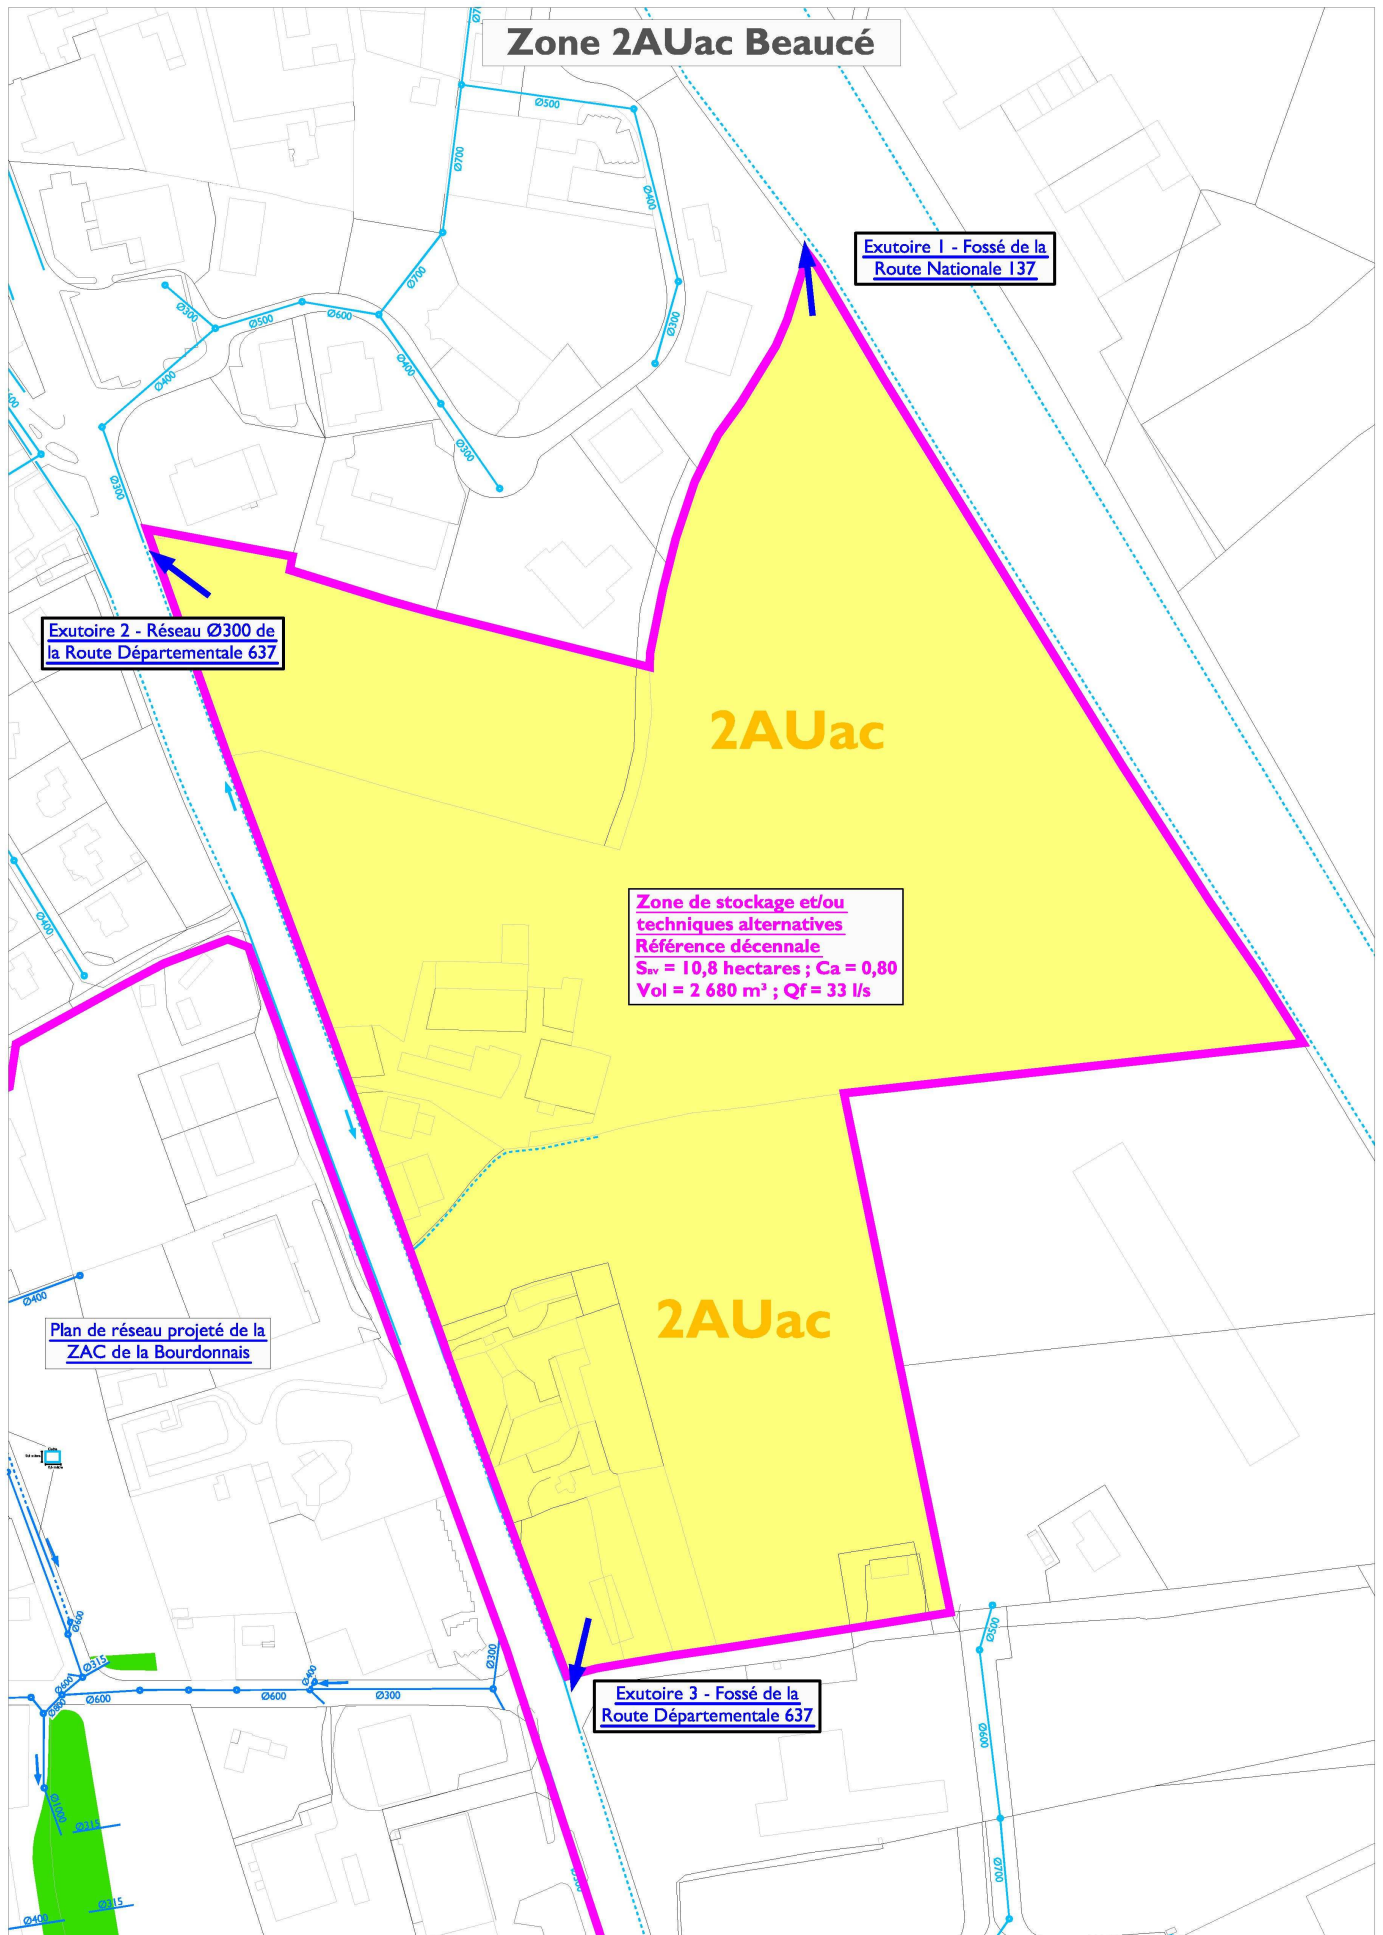 Zone 2AUac Beaucé
Ø500
Ø700
Ø400
Exutoire 1 - Fossé de la
Route Nationale 137
Ø700
Ø300
Ø500
Ø600
Ø300
Ø400
Ø400
Ø300
Ø300
Exutoire 2 - Réseau Ø300 de
la Route Départementale 637
2AUac
Zone de stockage et/ou
techniques alternatives
Référence décennale
SBV = 10,8 hectares ; Ca = 0,80
Vol = 2 680 m³ ; Qf = 33 l/s
Ø400
Ø400
Plan de réseau projeté de la
ZAC de la Bourdonnais
2AUac
Ø600
Ø315
Ø600
Ø800
Ø600
Ø600
Ø400
Ø300
Ø300
Ø500
Exutoire 3 - Fossé de la
Route Départementale 637
Ø600
Ø1000
Ø315
Ø700
Ø315
Ø400